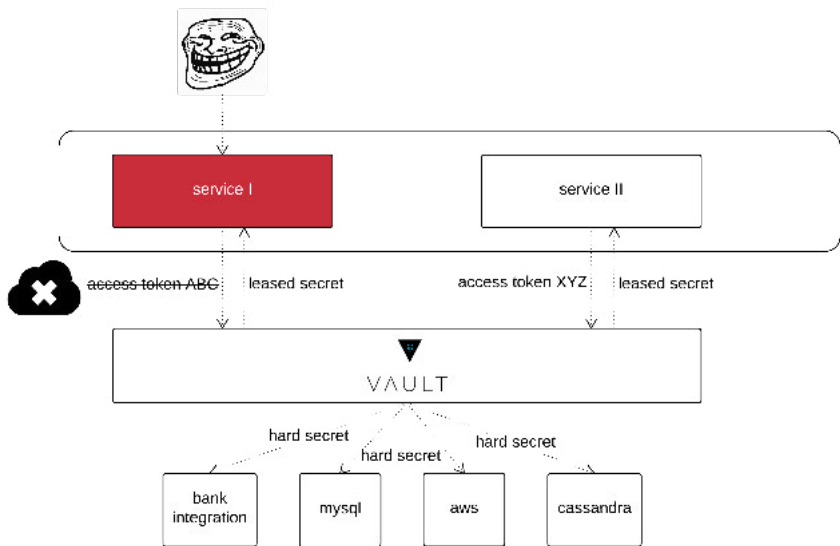 service I
service II
access token ABC
leased secret
access token XYZ
leased secret
VAULT
hard secret
hard secret
hard secret
bank
integration
mysql
aws
cassandra